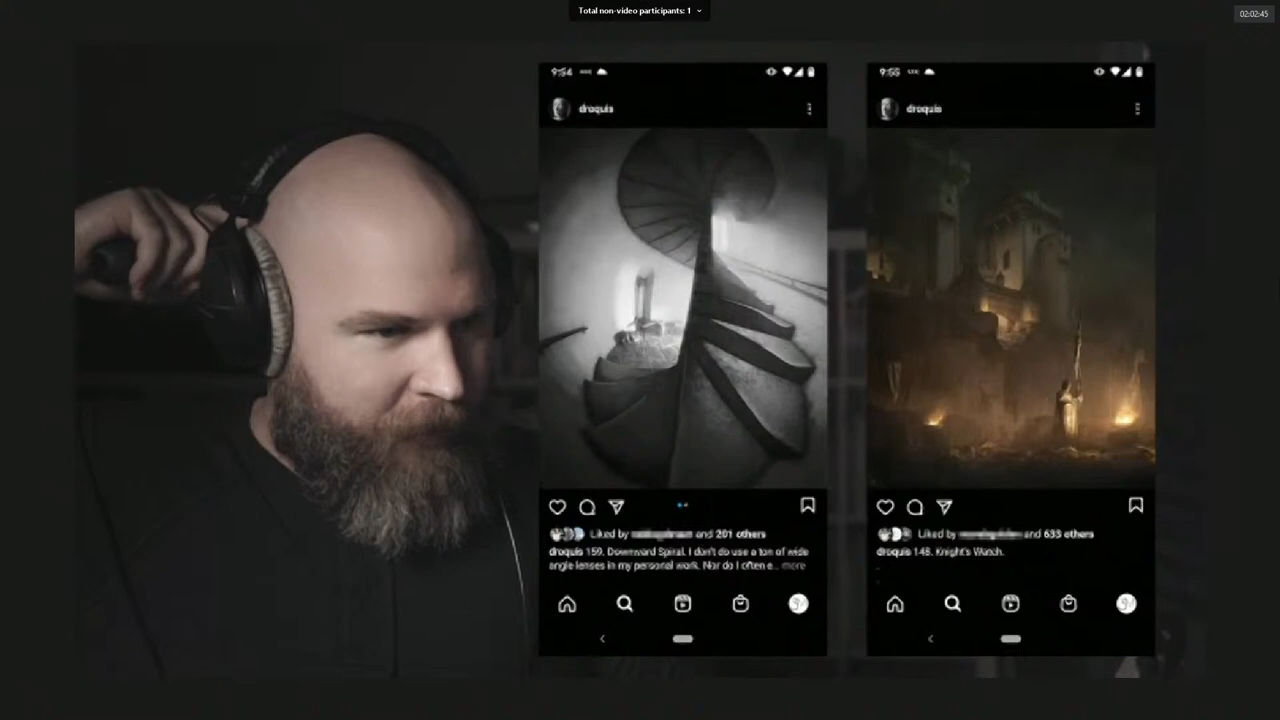 Total non-video participants: 1
02:02:45
9:54
droquis
Liked by and 201 others
droquis 159. Downward Spiral. I don't do use a ton of wide
angle lenses in my personal work. Nor do I often e... more
9:55
droquis
Liked by and 633 others
droquis 148. Knight's Watch.